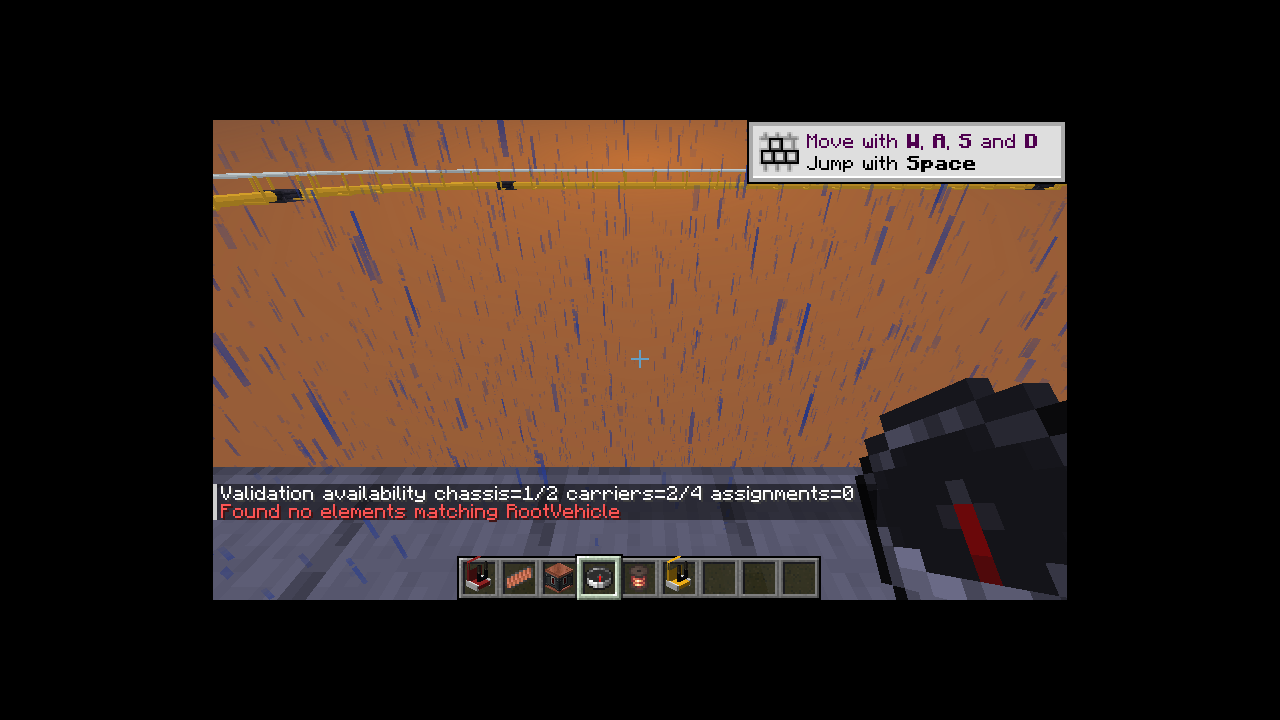 Move with W, A, S and D
Jump with Space
Validation availability chassis=1/2 carriers=2/4 assignments=0
Found no elements matching RootVehicle